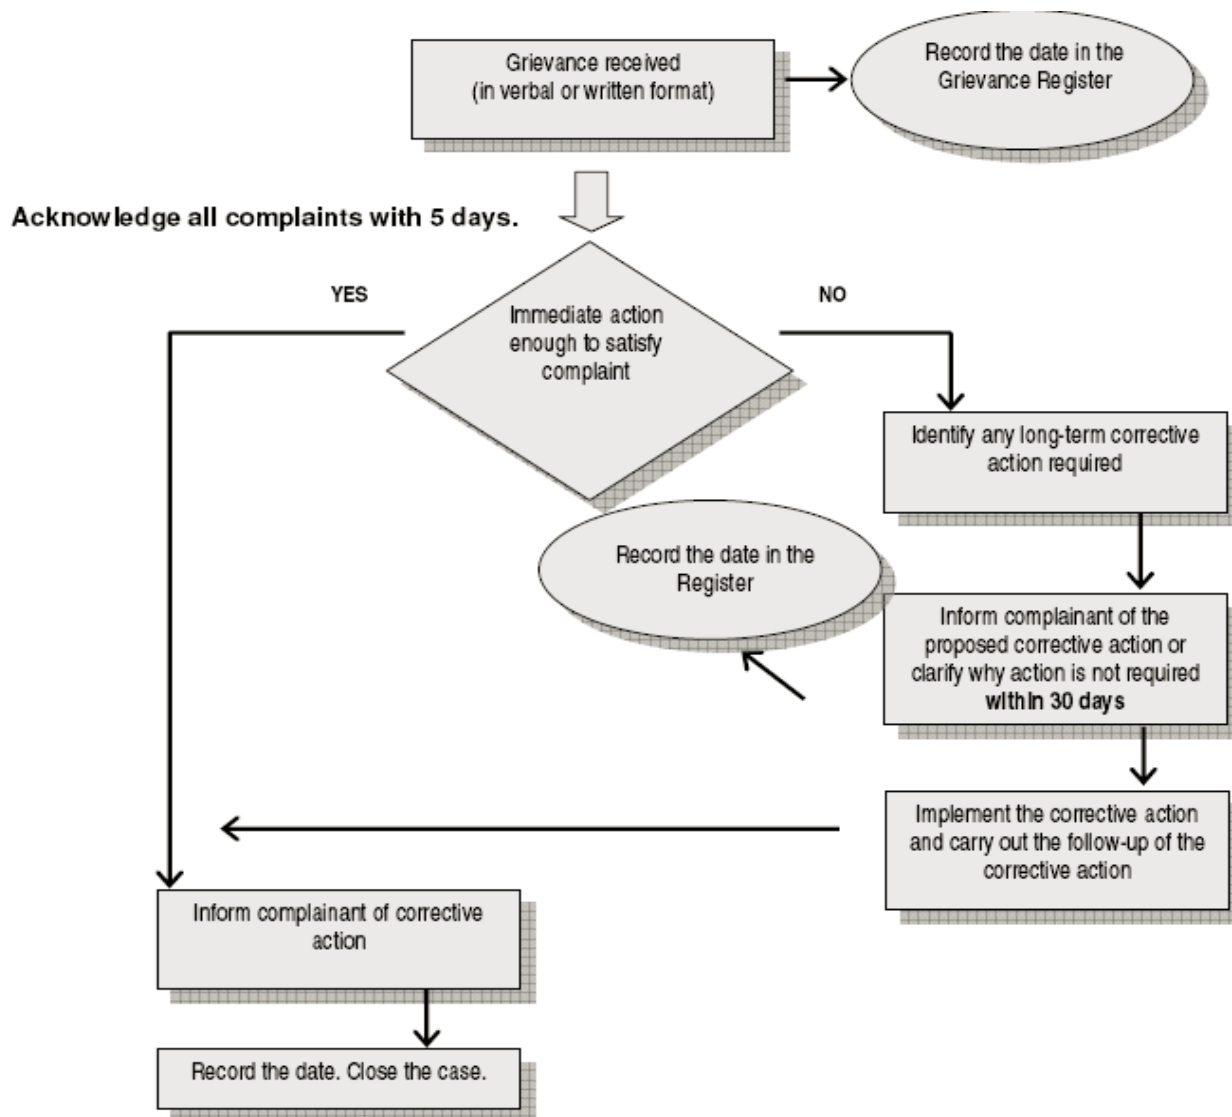 Grievance received
(in verbal or written format)
Record the date in the
Grievance Register
Acknowledge all complaints with 5 days.
YES
NO
Immediate action
enough to satisfy
complaint
Identify any long-term corrective
action required
Record the date in the
Register
Inform complainant of the
proposed corrective action or
clarify why action is not required
within 30 days
Implement the corrective action
and carry out the follow-up of the
corrective action
Inform complainant of corrective
action
Record the date. Close the case.